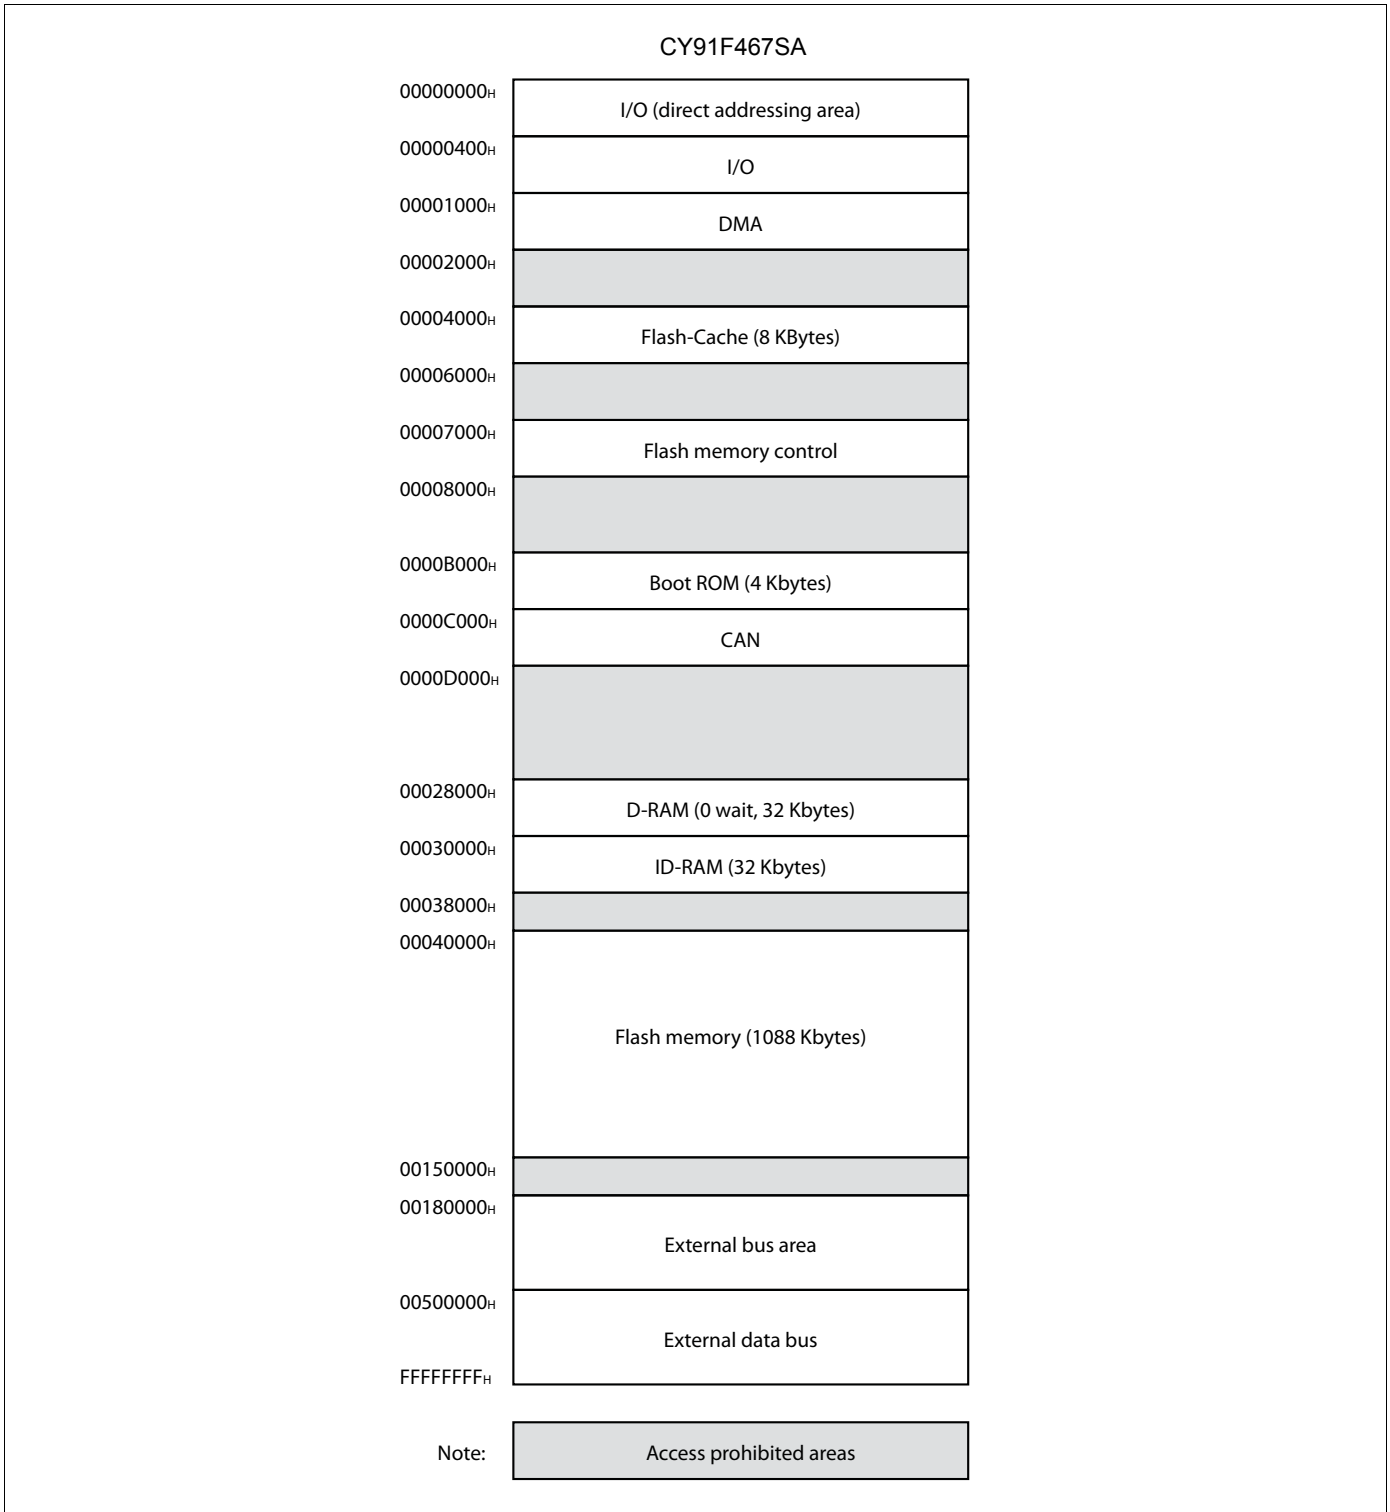 CY91F467SA
00000000H
I/O (direct addressing area)
00000400H
I/O
00001000H
DMA
00002000H
00004000H
Flash-Cache (8 KBytes)
00006000H
00007000H
Flash memory control
00008000H
0000B000H
Boot ROM (4 Kbytes)
0000C000H
CAN
0000D000H
00028000H
D-RAM (0 wait, 32 Kbytes)
00030000H
ID-RAM (32 Kbytes)
00038000H
00040000H
Flash memory (1088 Kbytes)
00150000H
00180000H
External bus area
00500000H
External data bus
FFFFFFFFH
Note: Access prohibited areas